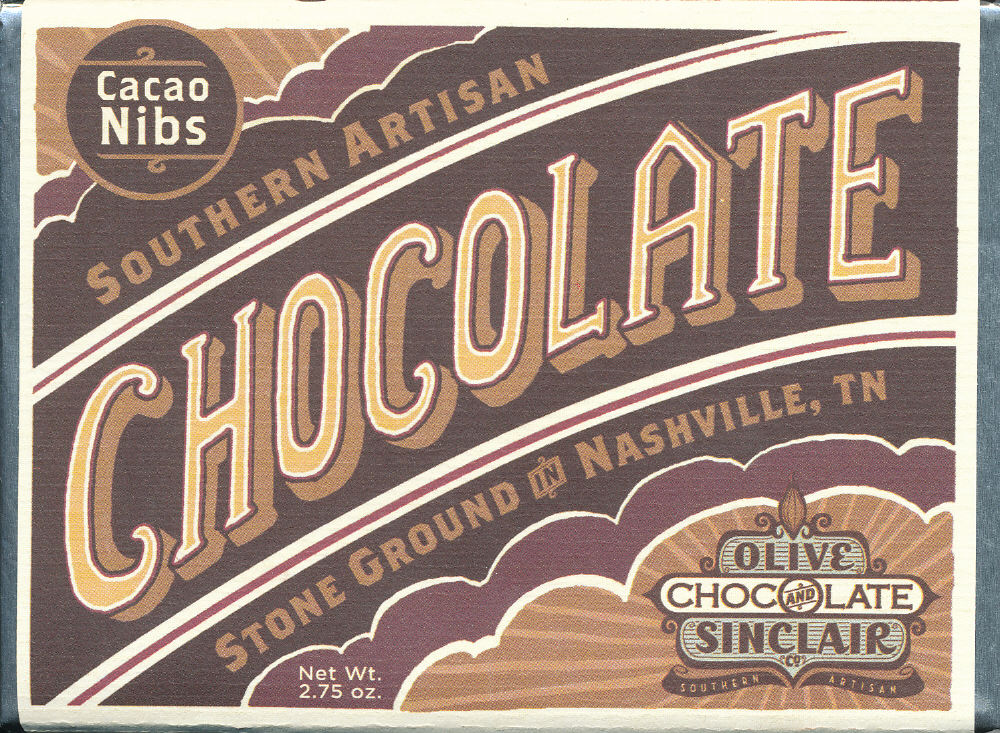 Cacao
Nibs
SOUTHERN ARTISAN
CHOCOLATE
STONE GROUND IN NASHVILLE, TN
Net Wt.
2.75 oz.
OLIVE
CHOC AND LATE
SINCLAIR
CO
SOUTHERN ARTISAN